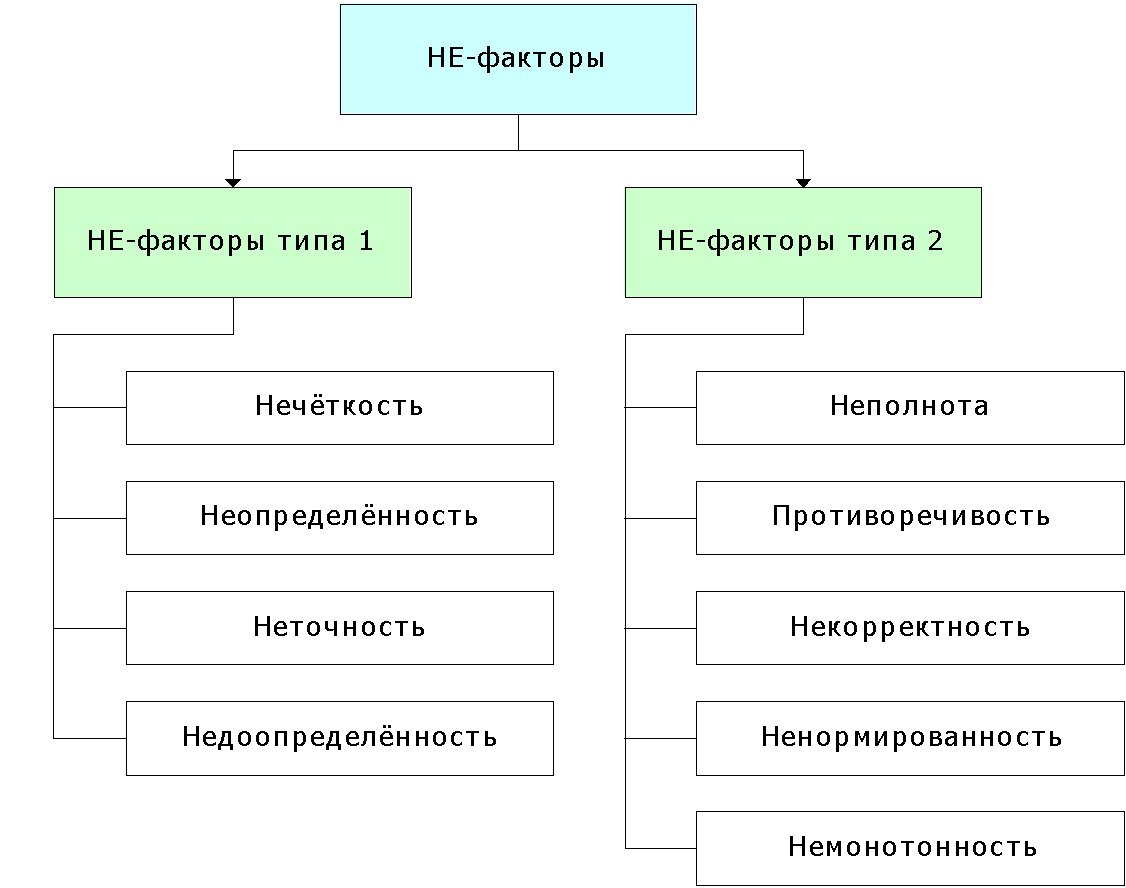 НЕ-факторы
НЕ-факторы типа 1
НЕ-факторы типа 2
Нечёткость
Неопределённость
Неточность
Недоопределённость
Неполнота
Противоречивость
Некорректность
Ненормированность
Немонотонность